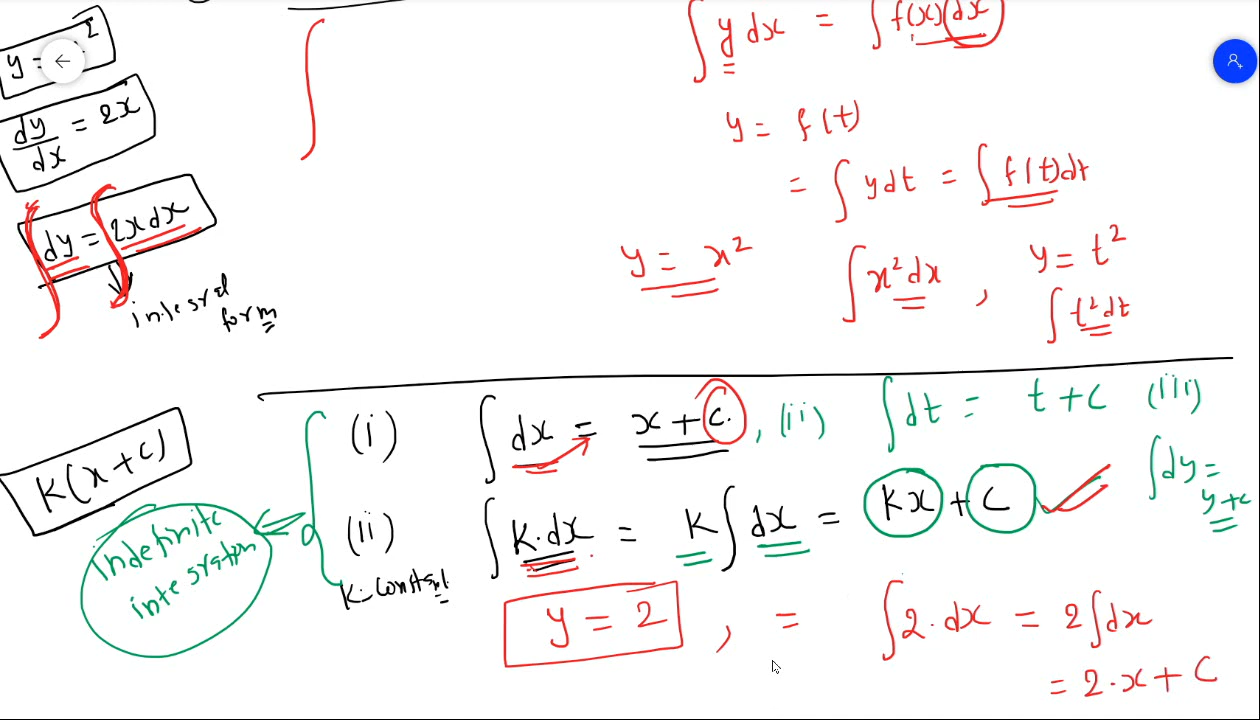 y = 2
dy/dx = 2x
dy = 2x dx
integral form
∫ y dx = ∫ f(x) dx
y = f(t)
= ∫ y dt = ∫ f(t) dt
y = x²
∫ x² dx , y = t²
∫ t² dt
K(x+c)
Indefinite
integration
(i) ∫ dx = x + c. , (ii) ∫ dt = t + c (iii)
∫ dy =
y + c
(ii) ∫ K.dx = K ∫ dx = Kx + C
K-Constant
y = 2 , = ∫ 2.dx = 2 ∫ dx
= 2.x + C